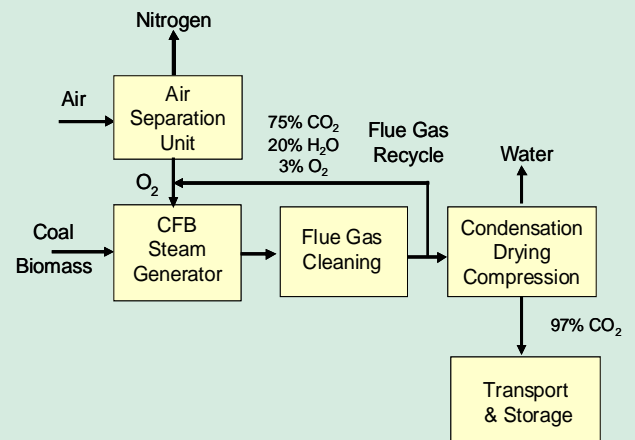 Nitrogen
Air
Air
Separation
Unit
75% CO₂
20% H₂O
3% O₂
Flue Gas
Recycle
Water
O₂
Coal
Biomass
CFB
Steam
Generator
Flue Gas
Cleaning
Condensation
Drying
Compression
97% CO₂
Transport
& Storage